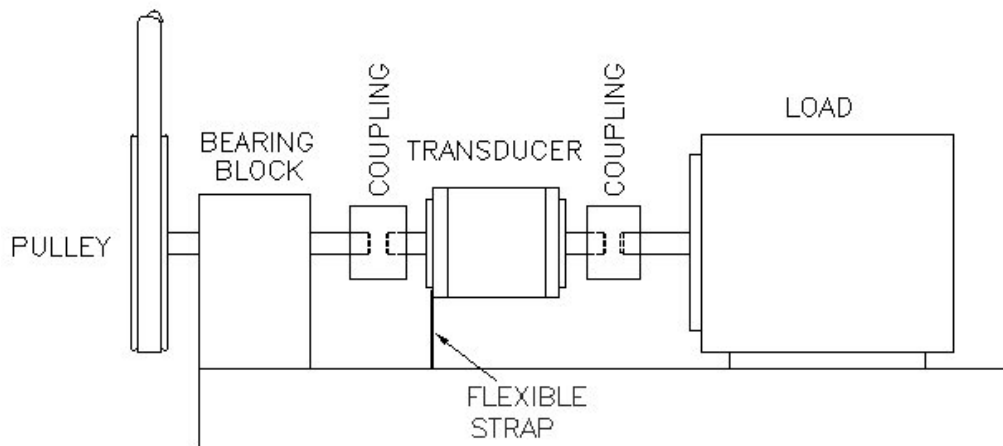 COUPLING
COUPLING
LOAD
BEARING
BLOCK
TRANSDUCER
PULLEY
FLEXIBLE
STRAP